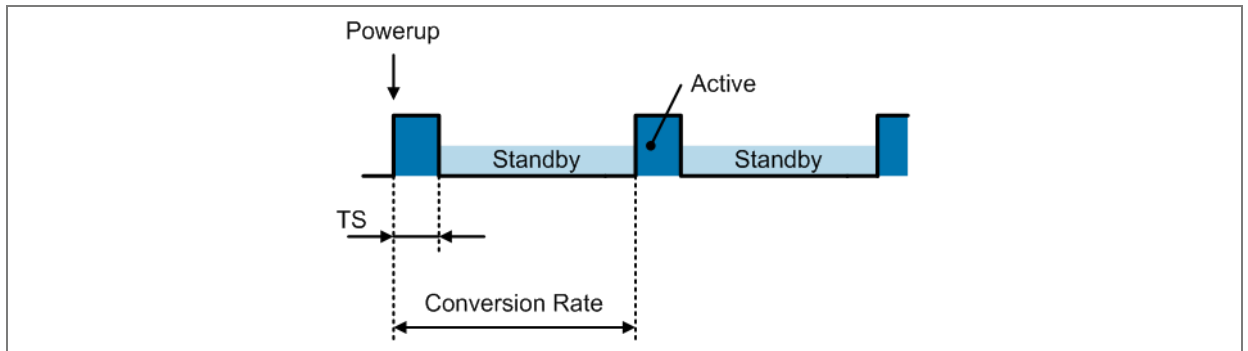 Powerup
Active
Standby
Standby
TS
Conversion Rate